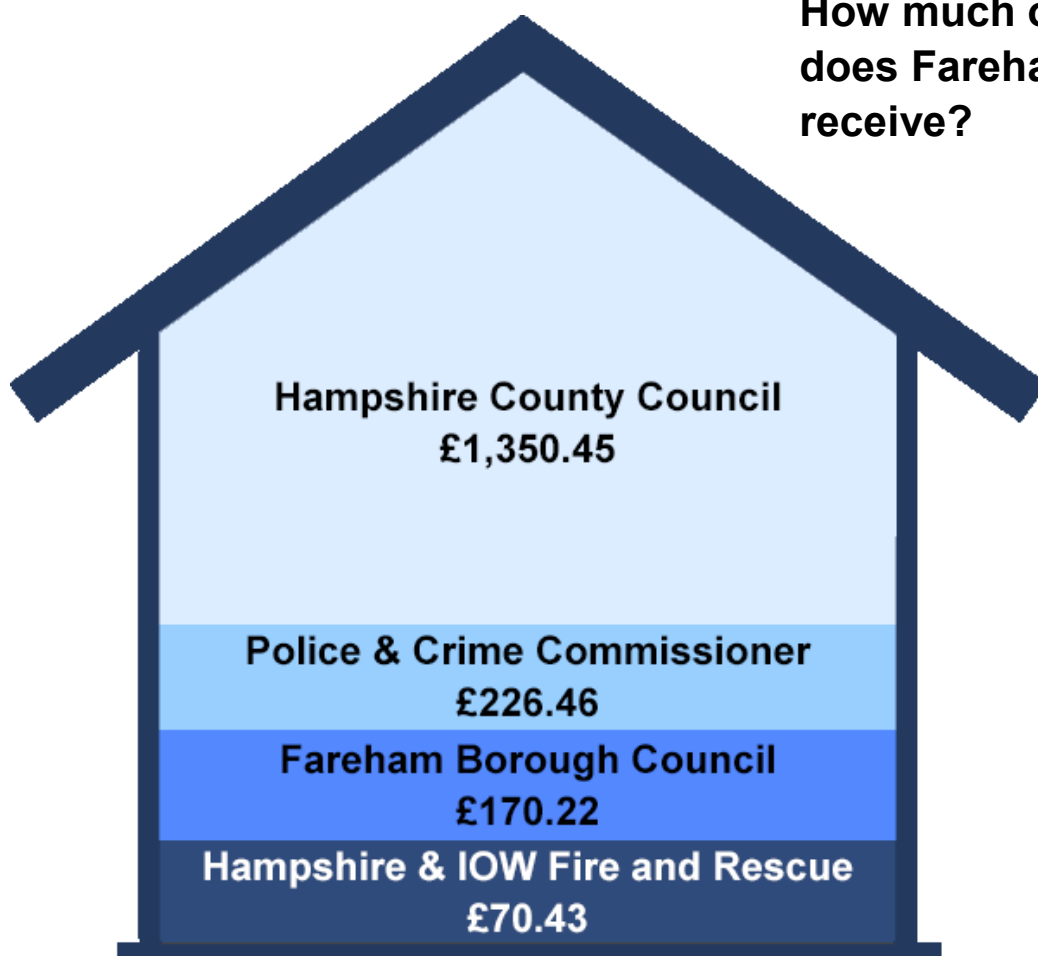 How much
does
receive?
Hampshire County Council
£1,350.45
Police & Crime Commissioner
£226.46
Fareham Borough Council
£170.22
Hampshire & IOW Fire and Rescue
£70.43